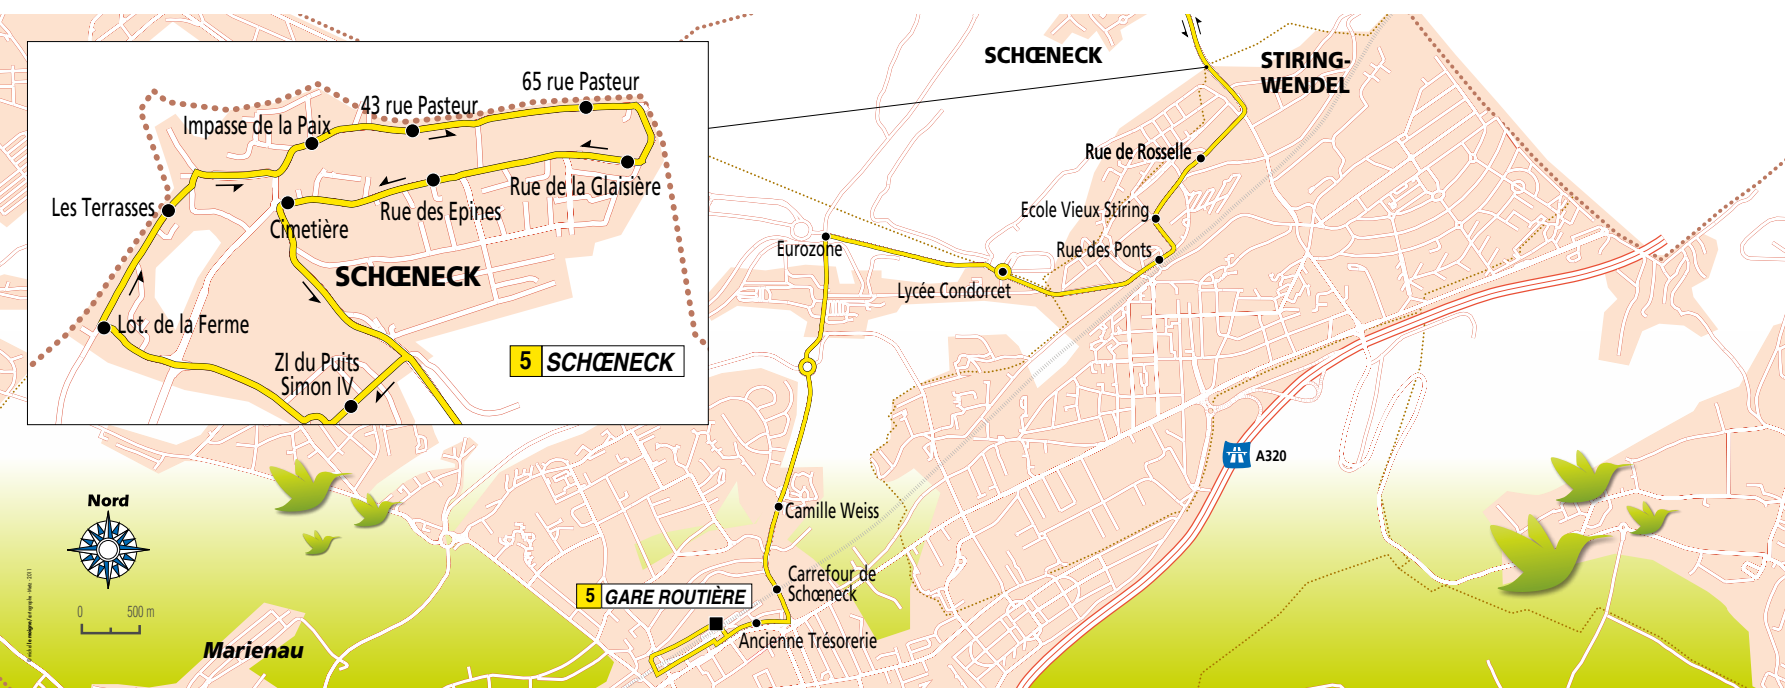 SCHŒNECK
STIRING-
WENDEL
65 rue Pasteur
43 rue Pasteur
Impasse de la Paix
Rue de la Glaisière
Rue des Epines
Les Terrasses
Cimetière
SCHŒNECK
Lot. de la Ferme
ZI du Puits
Simon IV
5 SCHŒNECK
Rue de Rosselle
Ecole Vieux Stiring
Rue des Ponts
Eurozone
Lycée Condorcet
A320
Camille Weiss
Carrefour de
Schœneck
5 GARE ROUTIÈRE
Ancienne Trésorerie
Nord
0 500 m
Marienau